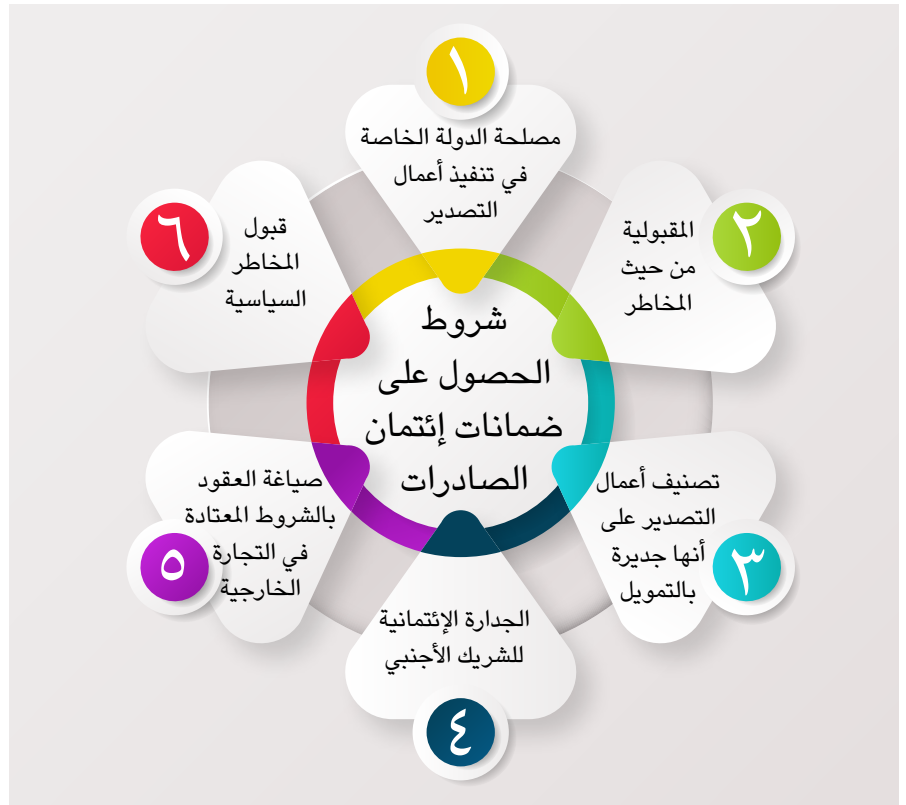 شروط
الحصول على
ضمانات إئتمان
الصادرات
١
مصلحة الدولة الخاصة
في تنفيذ أعمال
التصدير
٢
المقبولية
من حيث
المخاطر
٣
تصنيف أعمال
التصدير على
أنها جديرة
بالتمويل
٤
الجدارة الإئتمانية
للشريك الأجنبي
٥
صياغة العقود
بالشروط المعتادة
في التجارة
الخارجية
٦
قبول
المخاطر
السياسية